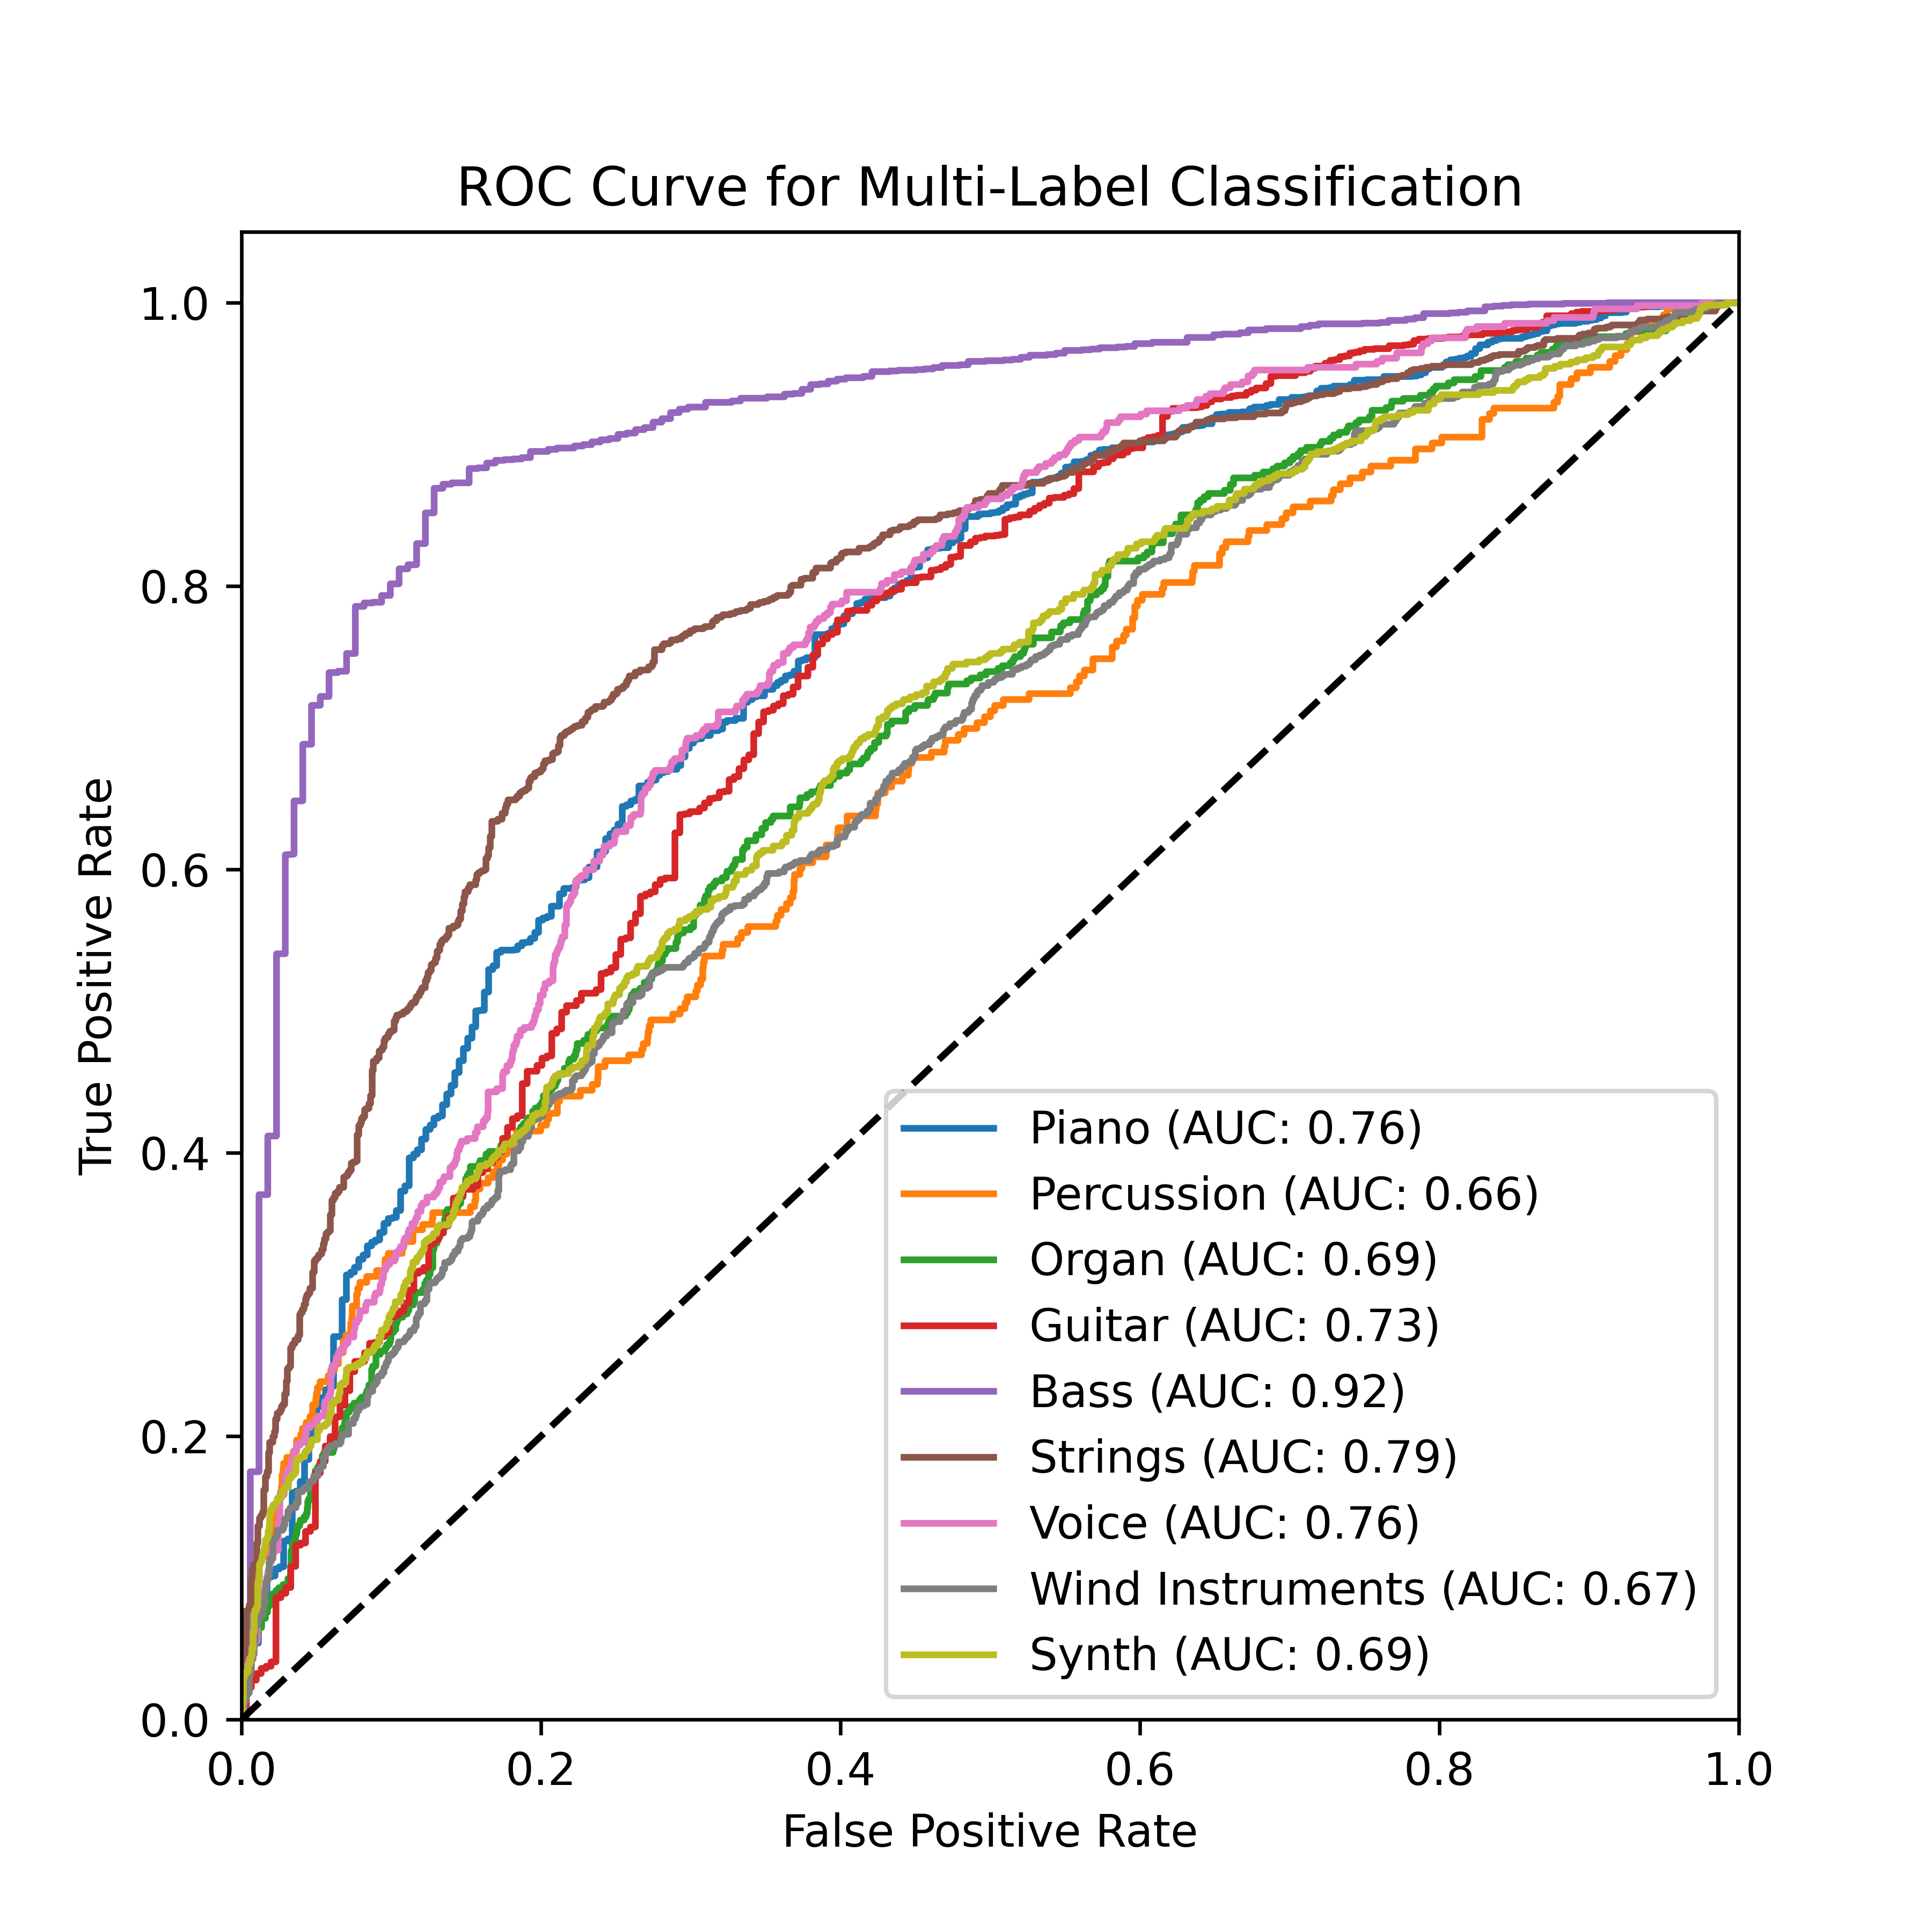 ROC Curve for Multi-Label Classification
True Positive Rate
1.0
0.8
0.6
0.4
0.2
0.0
Piano (AUC: 0.76)
Percussion (AUC: 0.66)
Organ (AUC: 0.69)
Guitar (AUC: 0.73)
Bass (AUC: 0.92)
Strings (AUC: 0.79)
Voice (AUC: 0.76)
Wind Instruments (AUC: 0.67)
Synth (AUC: 0.69)
0.0 0.2 0.4 0.6 0.8 1.0
False Positive Rate